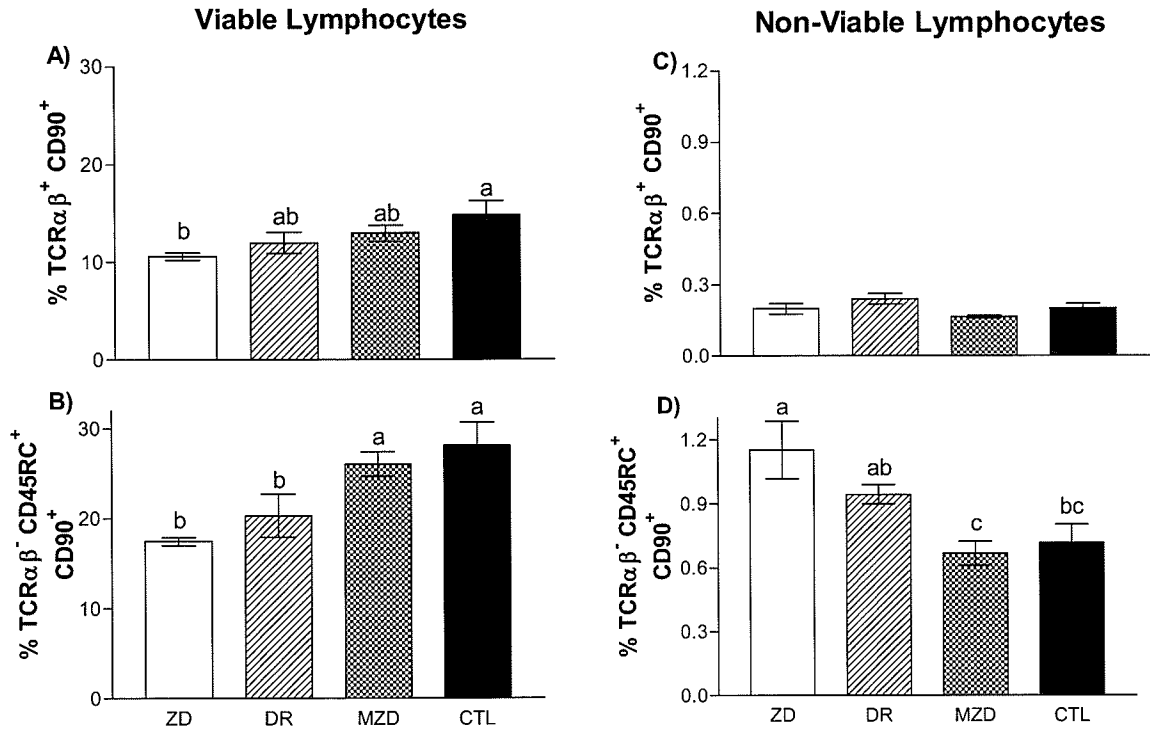 Viable Lymphocytes
Non-Viable Lymphocytes
A)
30
20
10
0
% TCRαβ⁺ CD90⁺
b
ab
ab
a
C)
1.2
0.9
0.6
0.3
0.0
% TCRαβ⁺ CD90⁺
B)
30
20
10
0
% TCRαβ⁻ CD45RC⁺
CD90⁺
b
b
a
a
ZD
DR
MZD
CTL
D)
1.2
0.9
0.6
0.3
0.0
% TCRαβ⁻ CD45RC⁺
CD90⁺
a
ab
c
bc
ZD
DR
MZD
CTL